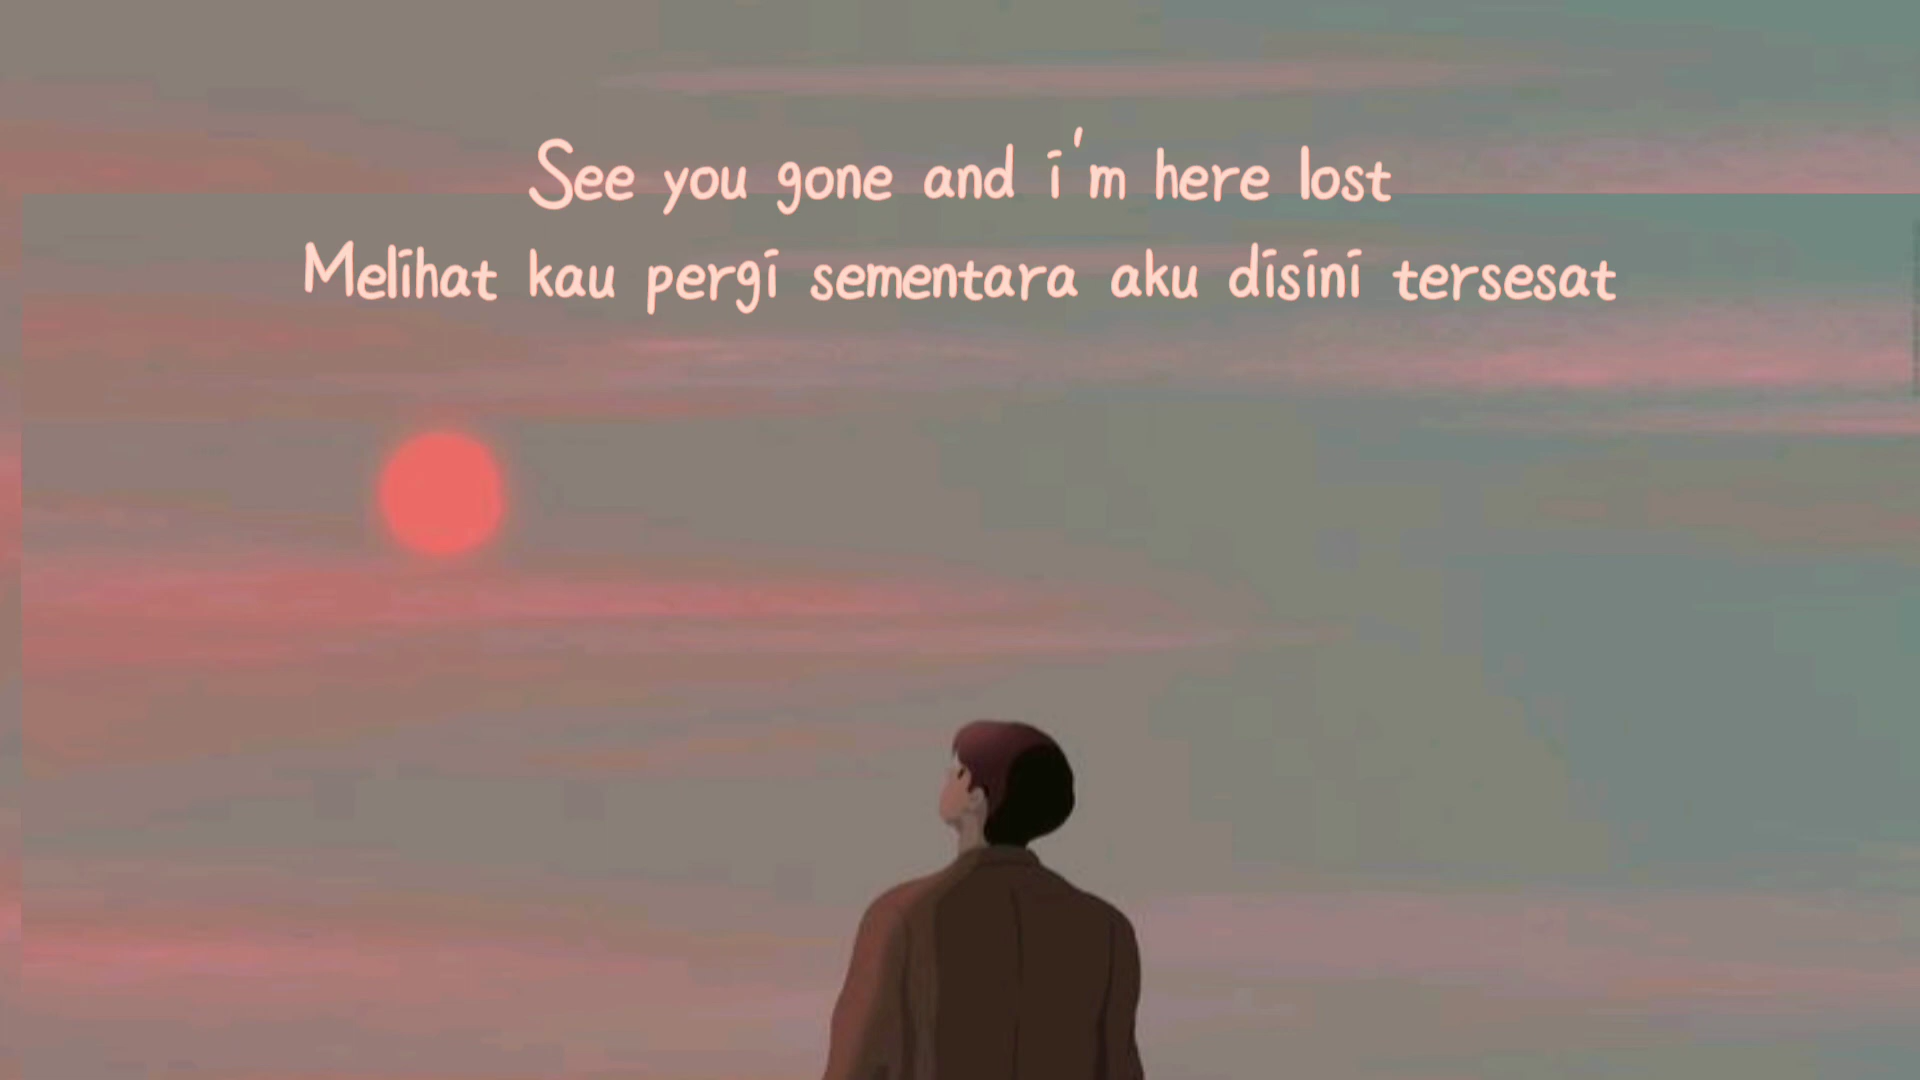 See you gone and i'm here lost
Melihat kau pergi sementara aku disini tersesat